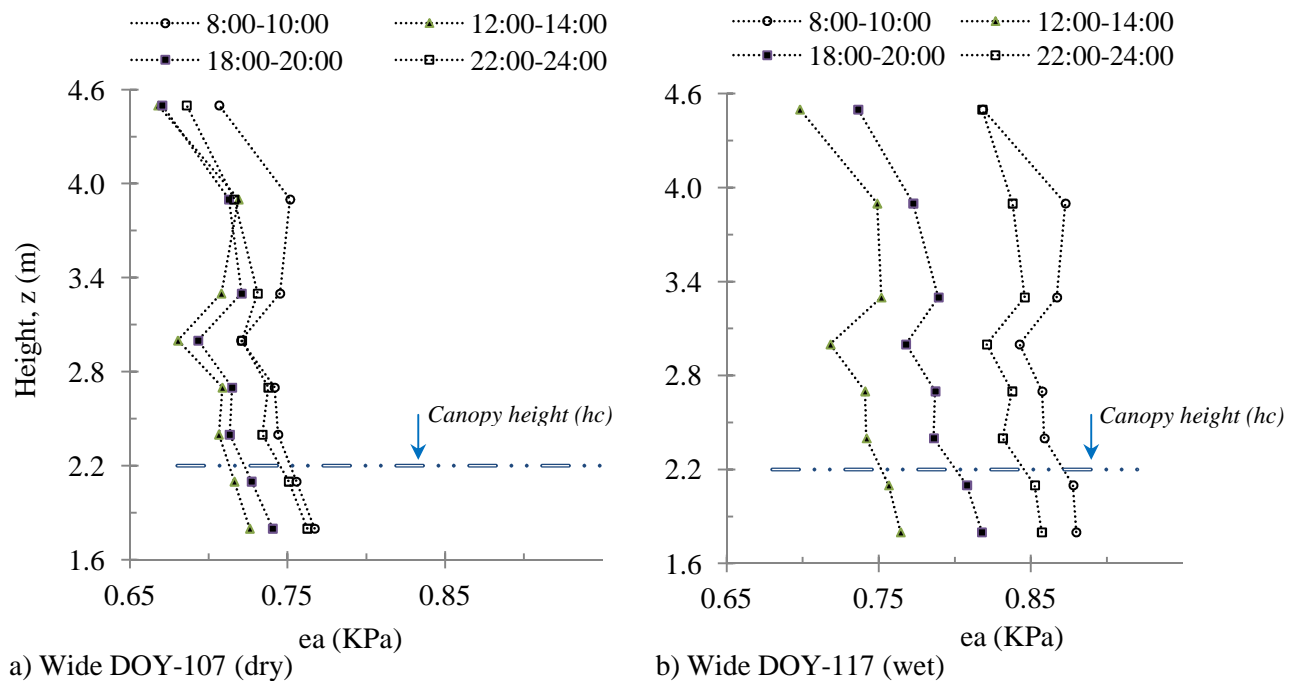 8:00-10:00 12:00-14:00
18:00-20:00 22:00-24:00
4.6
4.0
3.4
2.8
2.2
1.6
Height, z (m)
Canopy height (hc)
0.65 0.75 0.85
ea (KPa)
a) Wide DOY-107 (dry)
8:00-10:00 12:00-14:00
18:00-20:00 22:00-24:00
4.6
4.0
3.4
2.8
2.2
1.6
Canopy height (hc)
0.65 0.75 0.85
ea (KPa)
b) Wide DOY-117 (wet)